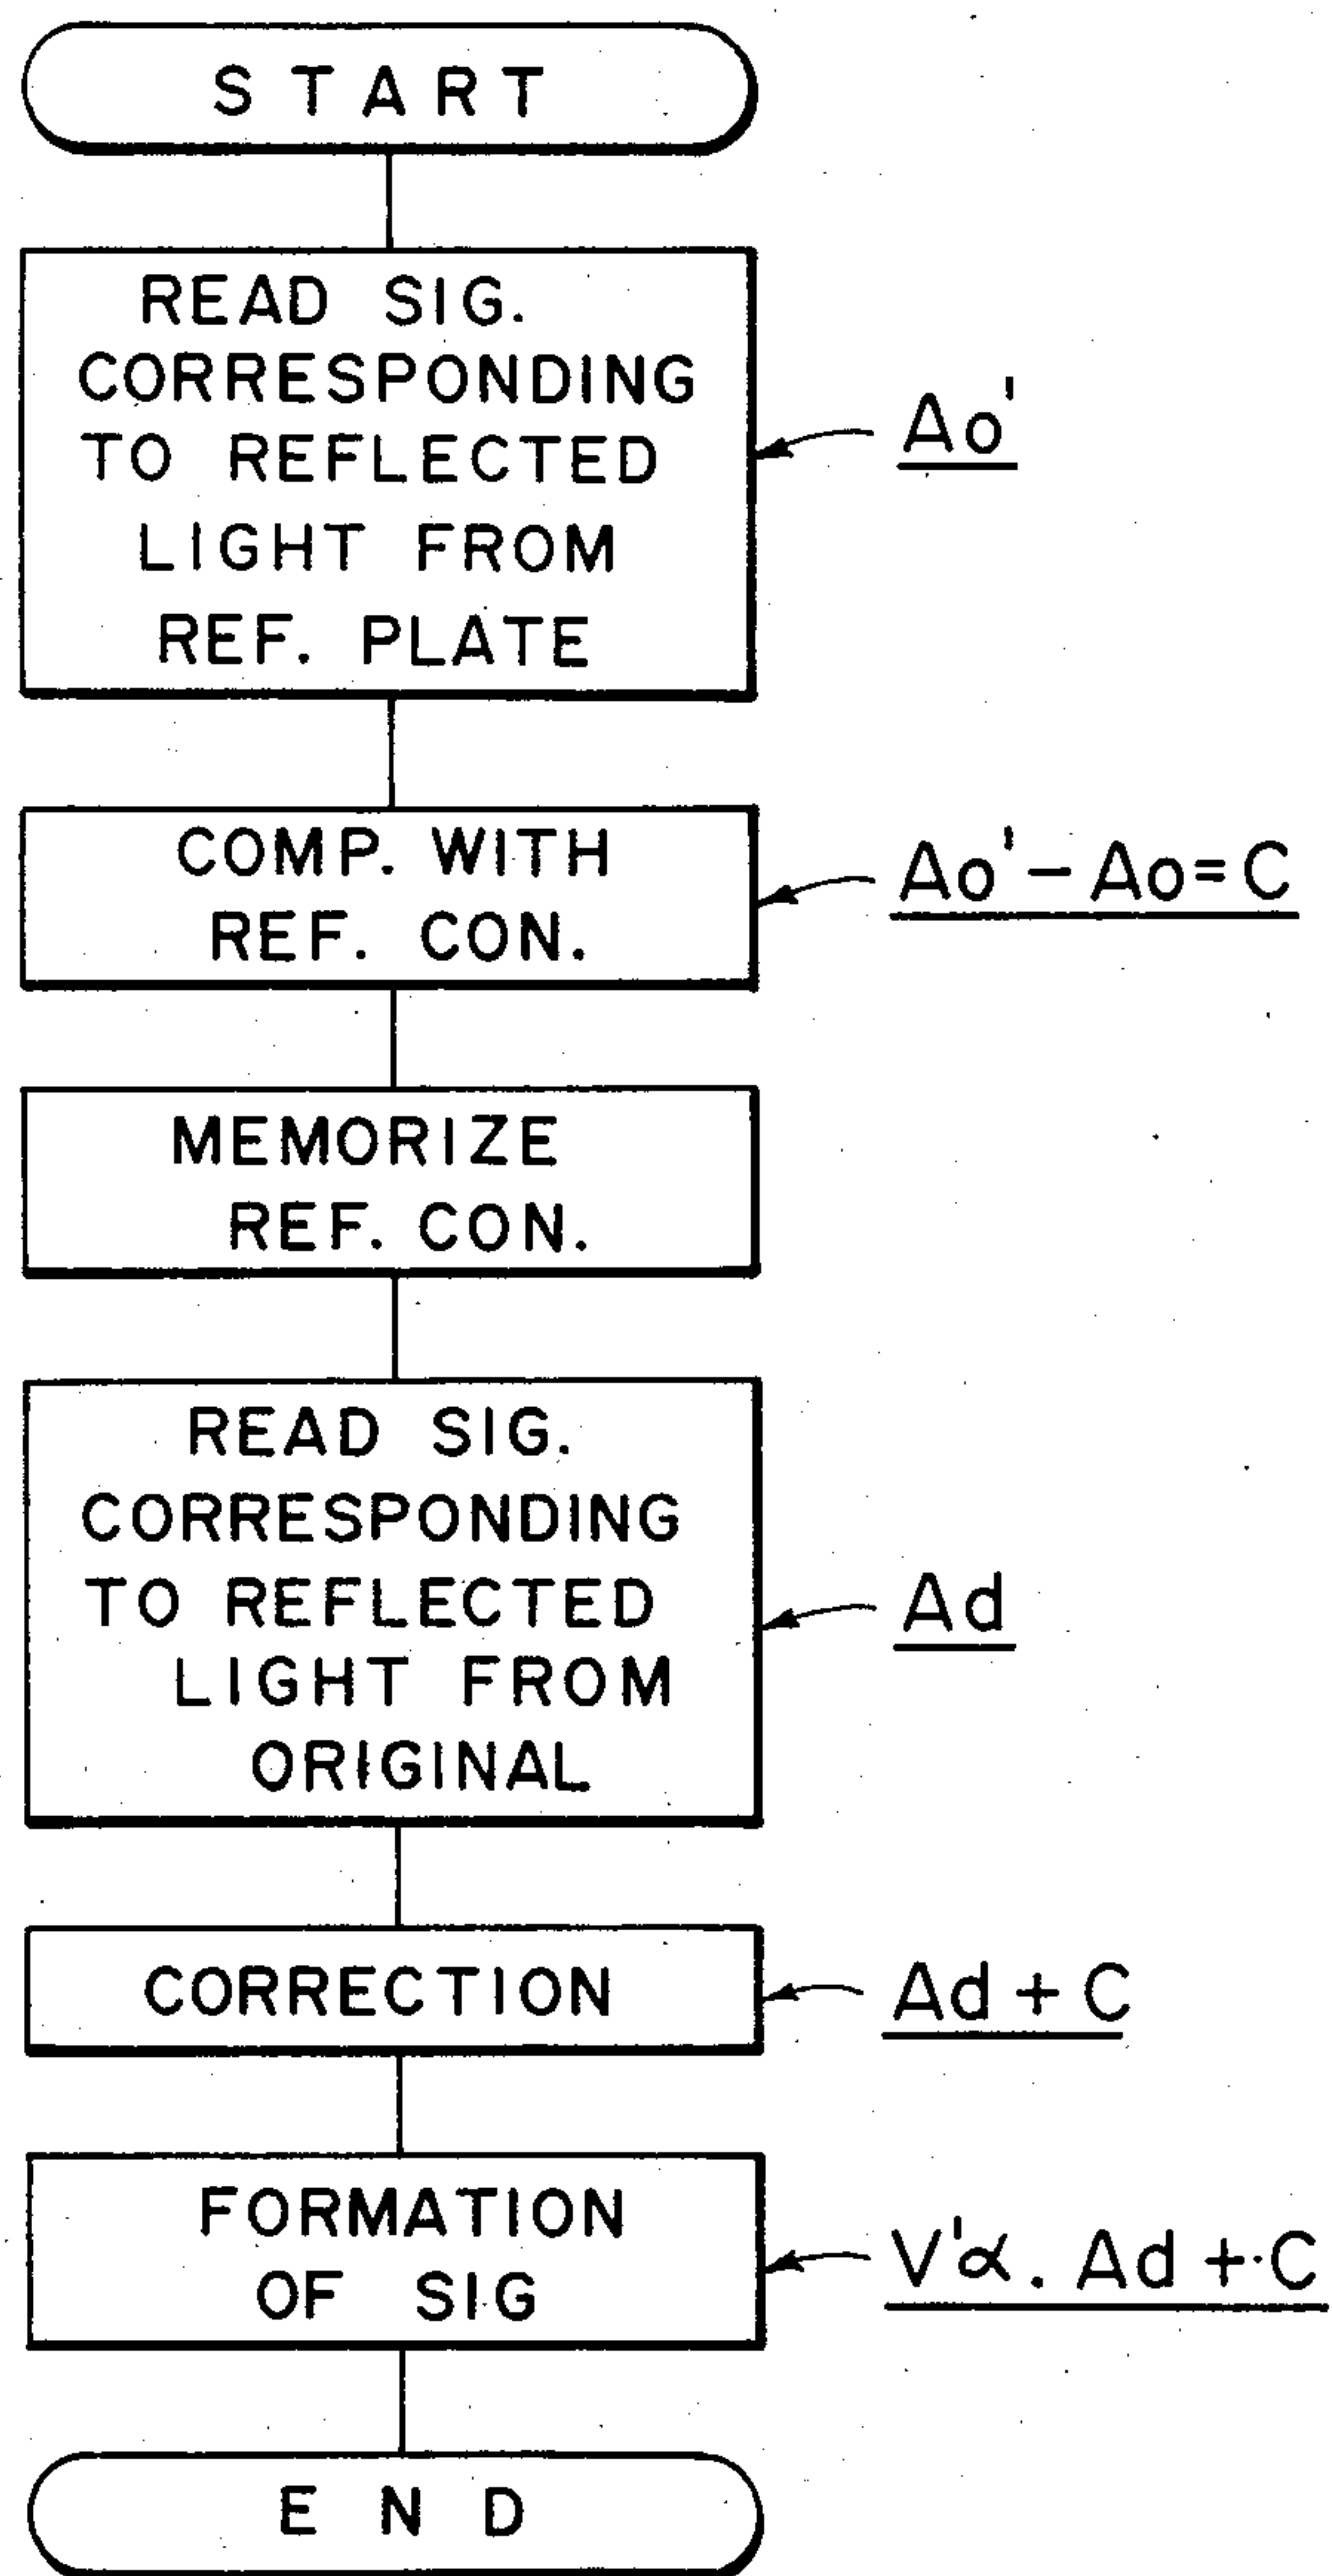 START
READ SIG.
CORRESPONDING
TO REFLECTED
LIGHT FROM
REF. PLATE
Ao'
COMP. WITH
REF. CON.
Ao' - Ao = C
MEMORIZE
REF. CON.
READ SIG.
CORRESPONDING
TO REFLECTED
LIGHT FROM
ORIGINAL
Ad
CORRECTION
Ad + C
FORMATION
OF SIG
V'α. Ad + C
END